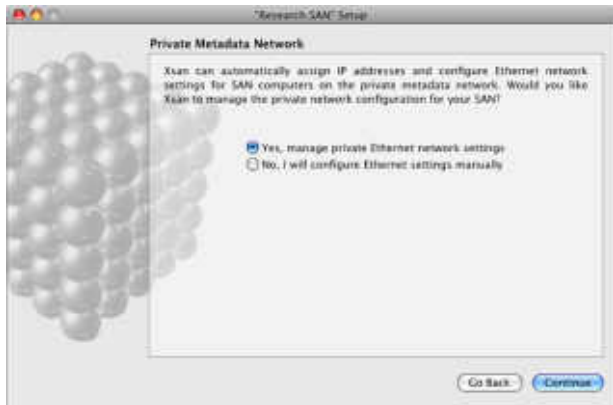 "Research SAN" Setup
Private Metadata Network
Xsan can automatically assign IP addresses and configure Ethernet network
settings for SAN computers on the private metadata network. Would you like
Xsan to manage the private network configuration for your SAN?
Yes, manage private Ethernet network settings
No, I will configure Ethernet settings manually
Go Back
Continue